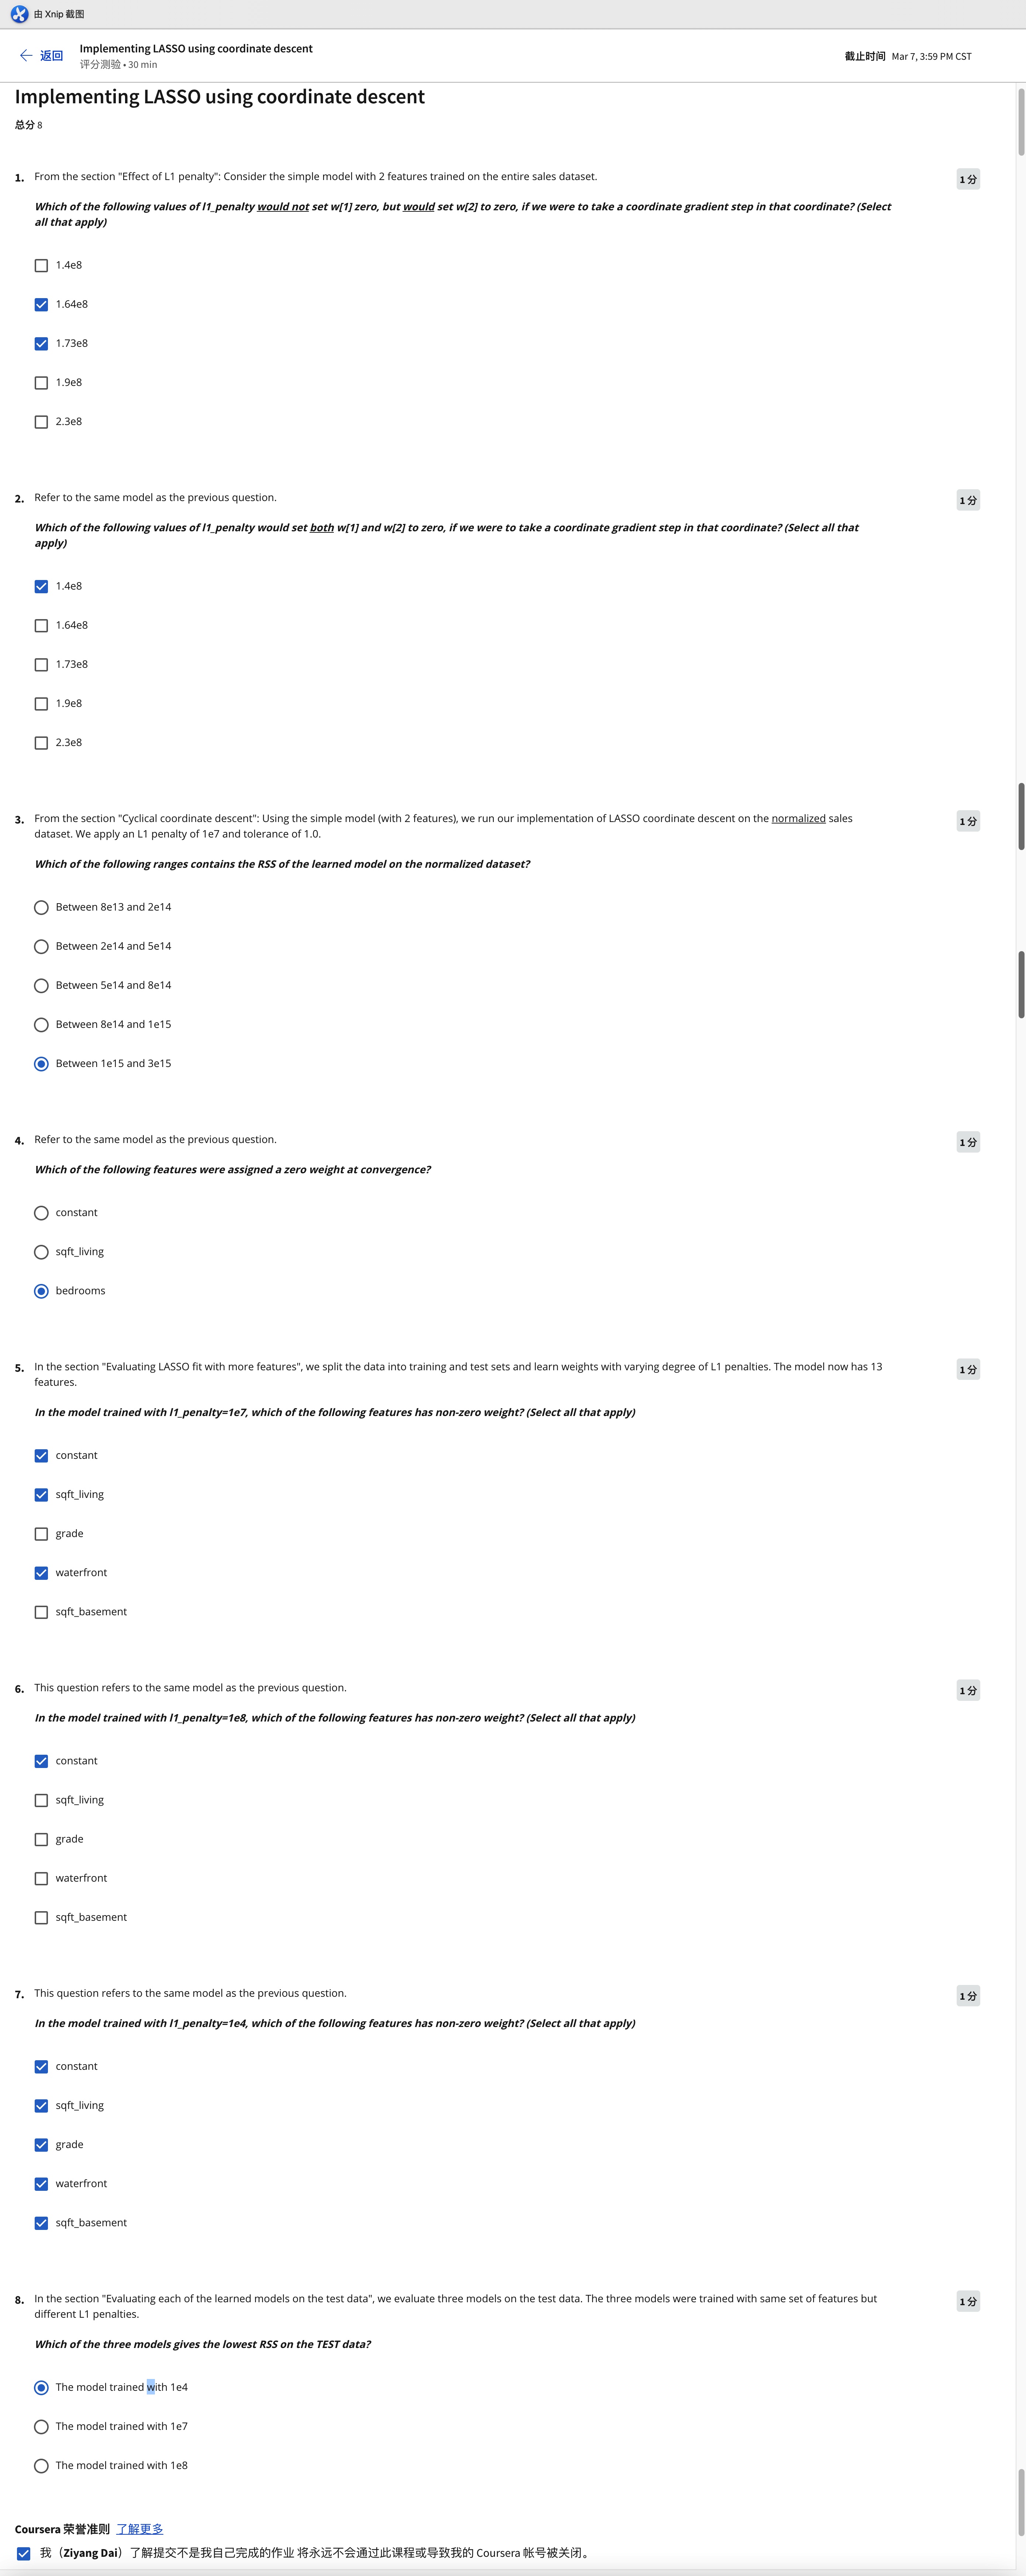 由 Xnip 截图
返回
Implementing LASSO using coordinate descent
评分测验 • 30 min
截止时间 Mar 7, 3:59 PM CST
Implementing LASSO using coordinate descent
总分 8
1. From the section "Effect of L1 penalty": Consider the simple model with 2 features trained on the entire sales dataset.
1 分
Which of the following values of l1_penalty would not set w[1] zero, but would set w[2] to zero, if we were to take a coordinate gradient step in that coordinate? (Select
all that apply)
1.4e8
1.64e8
1.73e8
1.9e8
2.3e8
2. Refer to the same model as the previous question.
1 分
Which of the following values of l1_penalty would set both w[1] and w[2] to zero, if we were to take a coordinate gradient step in that coordinate? (Select all that
apply)
1.4e8
1.64e8
1.73e8
1.9e8
2.3e8
3. From the section "Cyclical coordinate descent": Using the simple model (with 2 features), we run our implementation of LASSO coordinate descent on the normalized sales
dataset. We apply an L1 penalty of 1e7 and tolerance of 1.0.
1 分
Which of the following ranges contains the RSS of the learned model on the normalized dataset?
Between 8e13 and 2e14
Between 2e14 and 5e14
Between 5e14 and 8e14
Between 8e14 and 1e15
Between 1e15 and 3e15
4. Refer to the same model as the previous question.
1 分
Which of the following features were assigned a zero weight at convergence?
constant
sqft_living
bedrooms
5. In the section "Evaluating LASSO fit with more features", we split the data into training and test sets and learn weights with varying degree of L1 penalties. The model now has 13
features.
1 分
In the model trained with l1_penalty=1e7, which of the following features has non-zero weight? (Select all that apply)
constant
sqft_living
grade
waterfront
sqft_basement
6. This question refers to the same model as the previous question.
1 分
In the model trained with l1_penalty=1e8, which of the following features has non-zero weight? (Select all that apply)
constant
sqft_living
grade
waterfront
sqft_basement
7. This question refers to the same model as the previous question.
1 分
In the model trained with l1_penalty=1e4, which of the following features has non-zero weight? (Select all that apply)
constant
sqft_living
grade
waterfront
sqft_basement
8. In the section "Evaluating each of the learned models on the test data", we evaluate three models on the test data. The three models were trained with same set of features but
different L1 penalties.
1 分
Which of the three models gives the lowest RSS on the TEST data?
The model trained with 1e4
The model trained with 1e7
The model trained with 1e8
Coursera 荣誉准则 了解更多
我（Ziyang Dai）了解提交不是我自己完成的作业 将永远不会通过此课程或导致我的 Coursera 帐号被关闭。